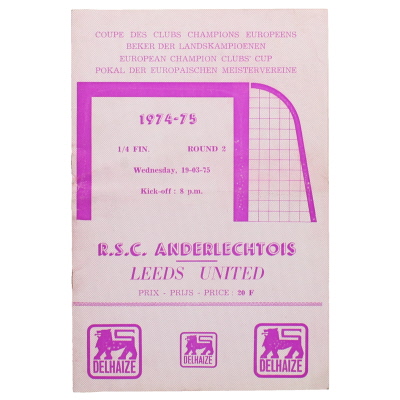 COUPE DES CLUBS CHAMPIONS EUROPEENS
BEKER DER LANDSKAMPIOENEN
EUROPEAN CHAMPION CLUBS' CUP
POKAL DER EUROPAISCHEN MEISTERVEREINE
1974-75
1/4 FIN. ROUND 2
Wednesday, 19-03-75
Kick-off : 8 p.m.
R.S.C. ANDERLECHTOIS
LEEDS UNITED
PRIX - PRIJS - PRICE : 20 F
DELHAIZE DELHAIZE DELHAIZE